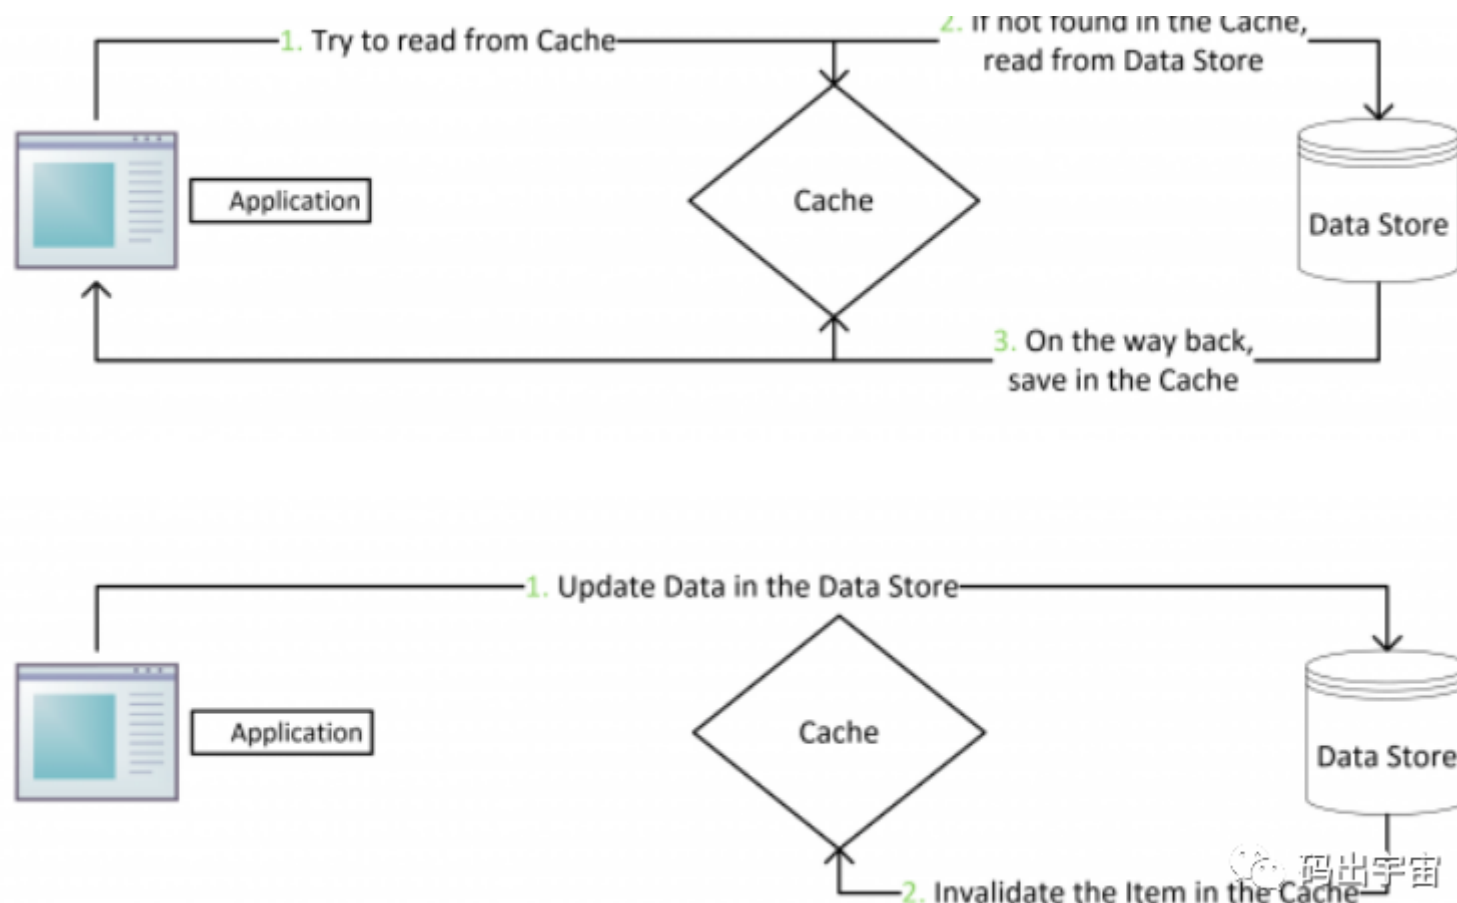 1. Try to read from Cache
2. If not found in the Cache,
read from Data Store
Application
Cache
Data Store
3. On the way back,
save in the Cache
1. Update Data in the Data Store
Application
Cache
Data Store
码出宇宙
2. Invalidate the Item in the Cache